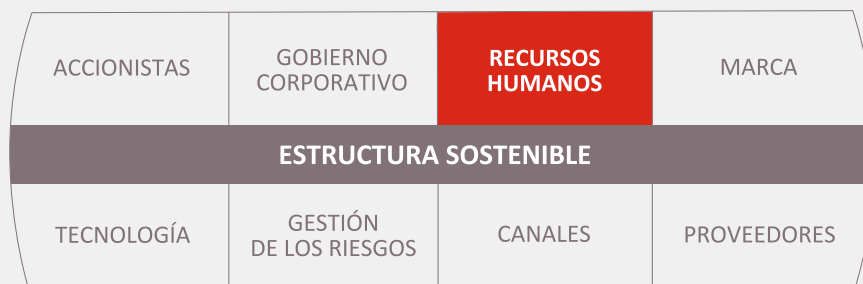 ACCIONISTAS
GOBIERNO
CORPORATIVO
RECURSOS
HUMANOS
MARCA
ESTRUCTURA SOSTENIBLE
TECNOLOGÍA
GESTIÓN
DE LOS RIESGOS
CANALES
PROVEEDORES